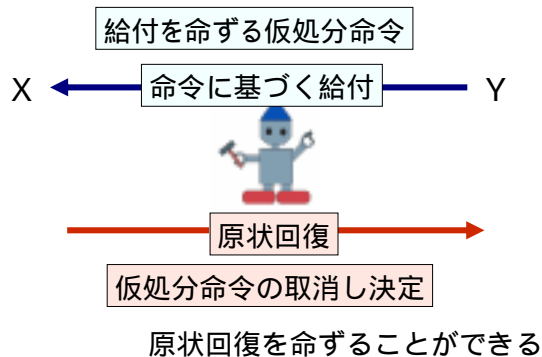 給付を命ずる仮処分命令
X 命令に基づく給付 Y
原状回復
仮処分命令の取消し決定
原状回復を命ずることができる